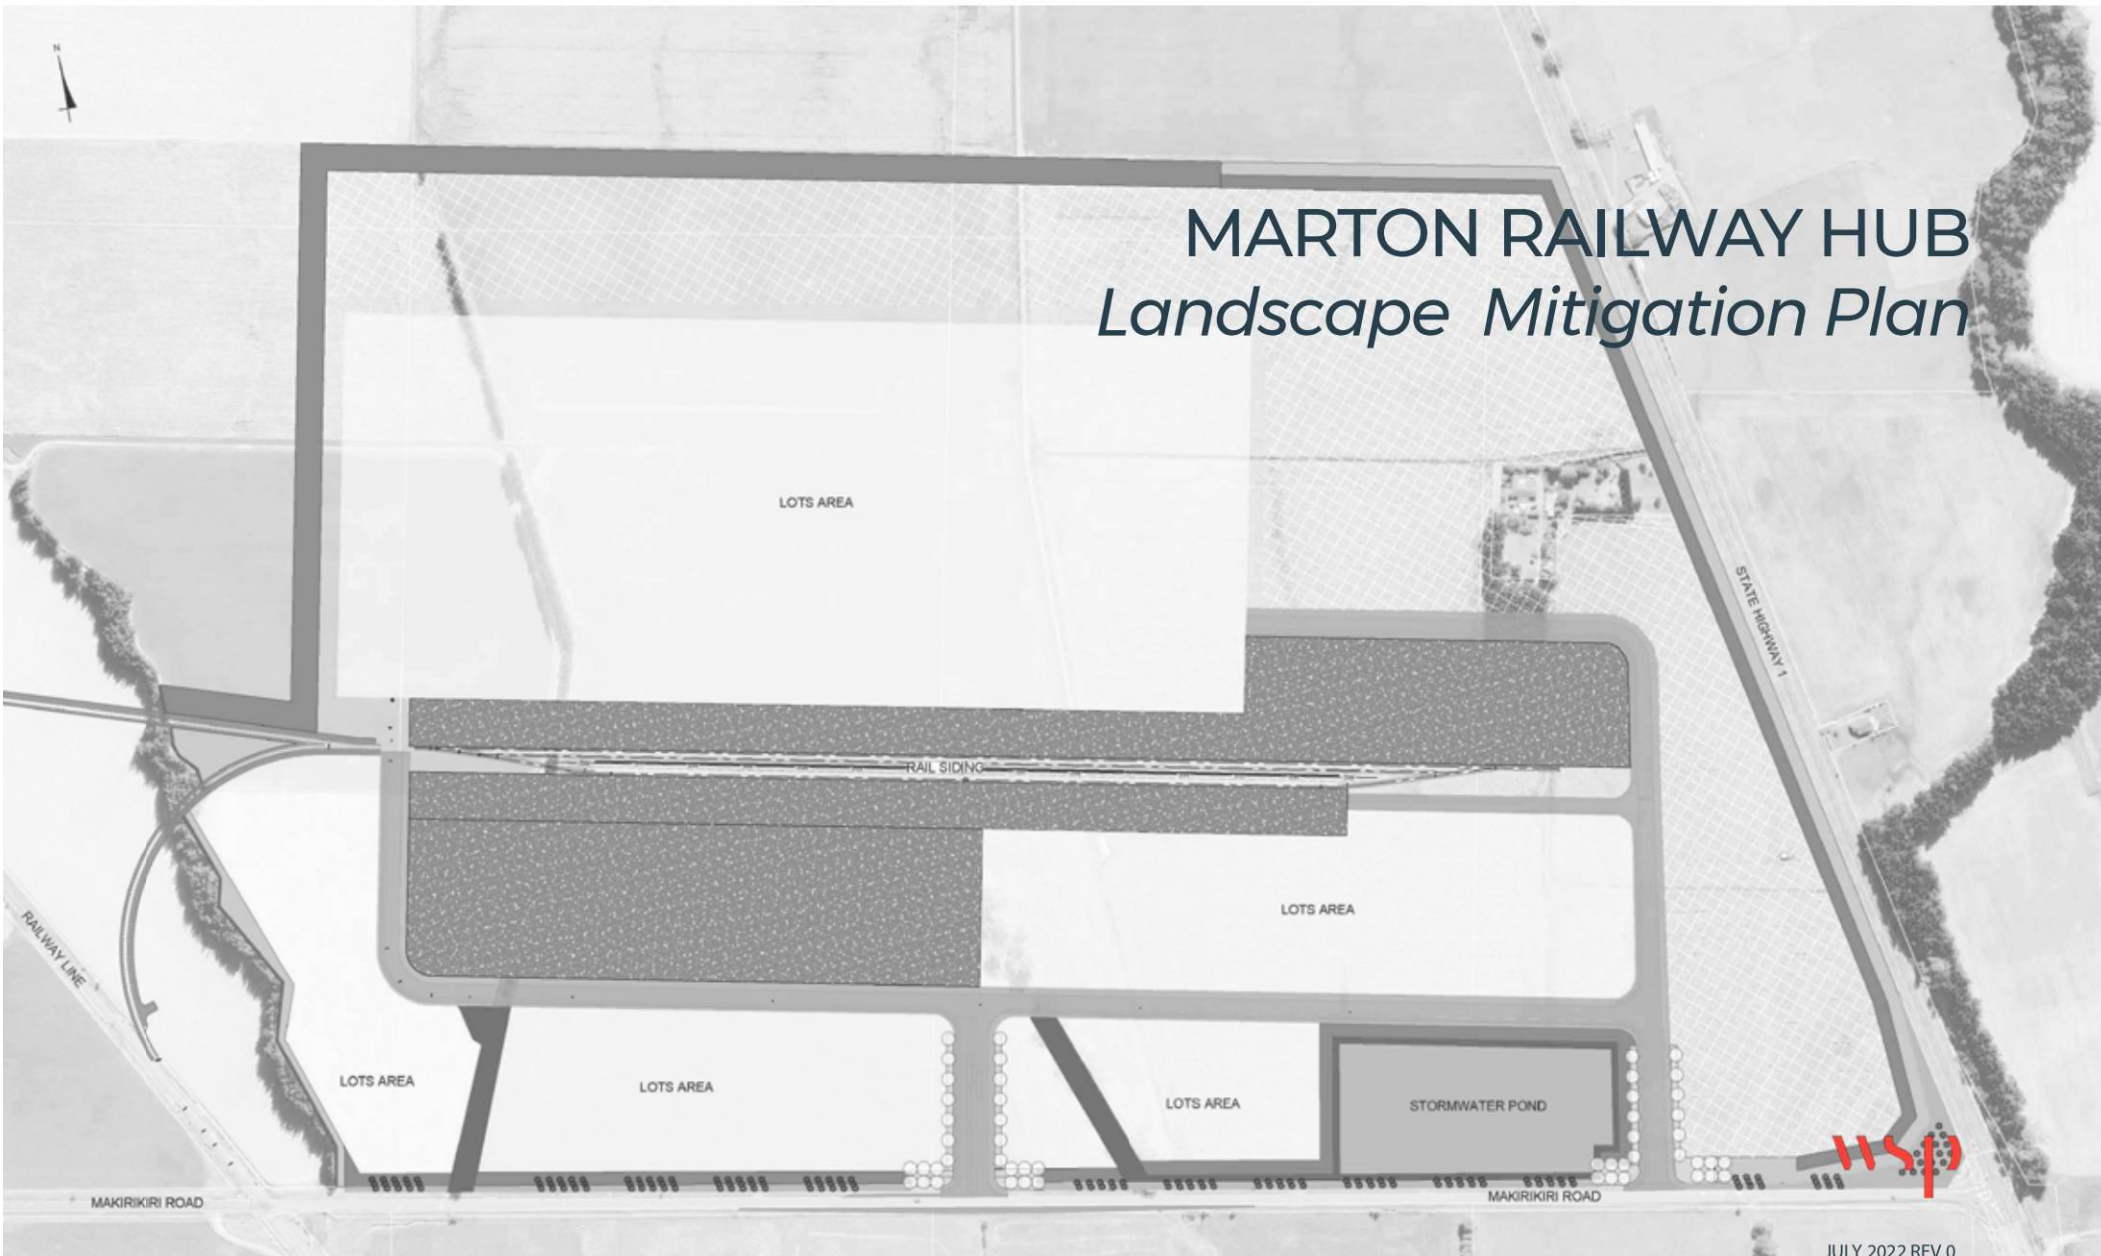 N
MARTON RAILWAY HUB
Landscape Mitigation Plan
LOTS AREA
STATE HIGHWAY 1
RAIL SIDING
LOTS AREA
RAILWAY LINE
LOTS AREA
LOTS AREA
LOTS AREA
STORMWATER POND
wsp
MAKIRIKIRI ROAD
MAKIRIKIRI ROAD
JULY 2022 REV 0